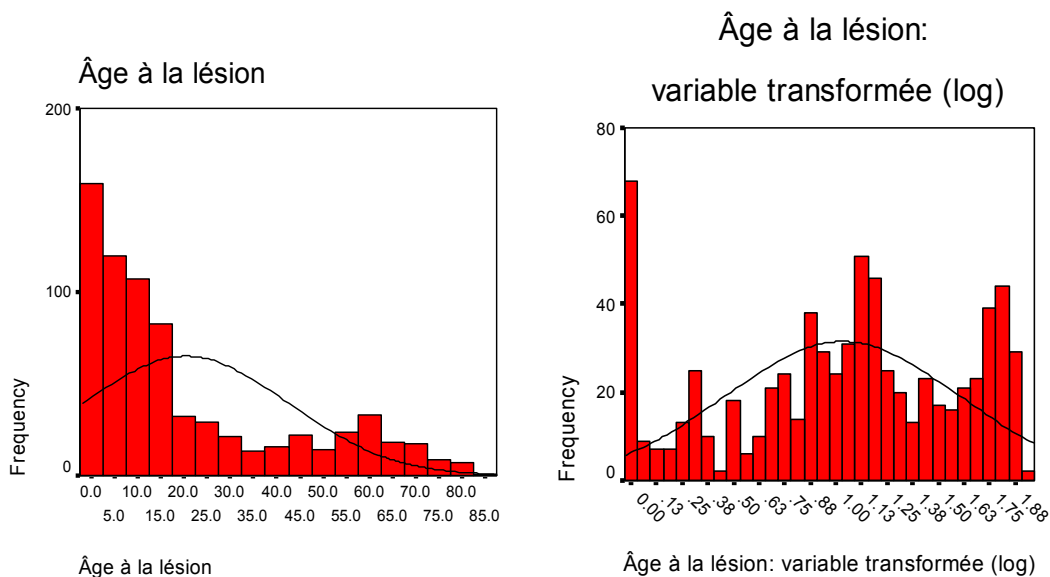 Âge à la lésion
200
100
0
Frequency
0.0 10.0 20.0 30.0 40.0 50.0 60.0 70.0 80.0
5.0 15.0 25.0 35.0 45.0 55.0 65.0 75.0 85.0
Âge à la lésion
Âge à la lésion:
variable transformée (log)
80
60
40
20
0
Frequency
0.00 .13 .25 .38 .50 .63 .75 .88 1.00 1.13 1.25 1.38 1.50 1.63 1.75 1.88
Âge à la lésion: variable transformée (log)